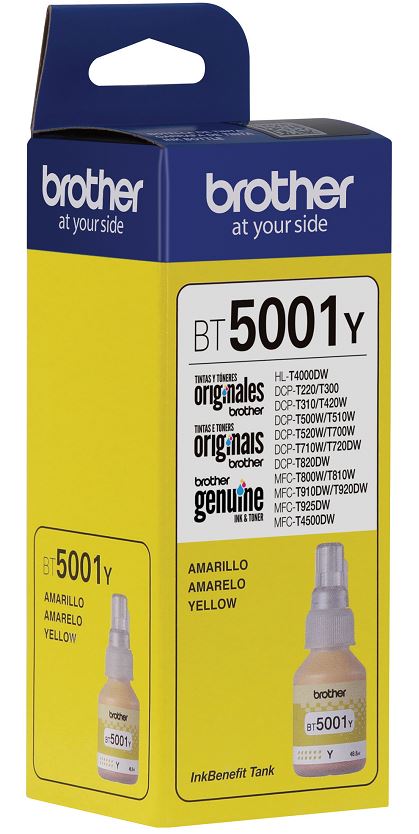 brother
at your side
BT5001Y
AMARILLO
AMARELO
YELLOW
brother
BT5001Y
Y
brother
at your side
BT5001Y
TINTAS Y TÓNERES
originales
brother
TINTAS E TONERS
originais
brother
brother
genuine
INK & TONER
HL-T4000DW
DCP-T220/T300
DCP-T310/T420W
DCP-T500W/T510W
DCP-T520W/T700W
DCP-T710W/T720DW
DCP-T820DW
MFC-T800W/T810W
MFC-T910DW/T920DW
MFC-T925DW
MFC-T4500DW
AMARILLO
AMARELO
YELLOW
brother
BT5001Y
Y
InkBenefit Tank